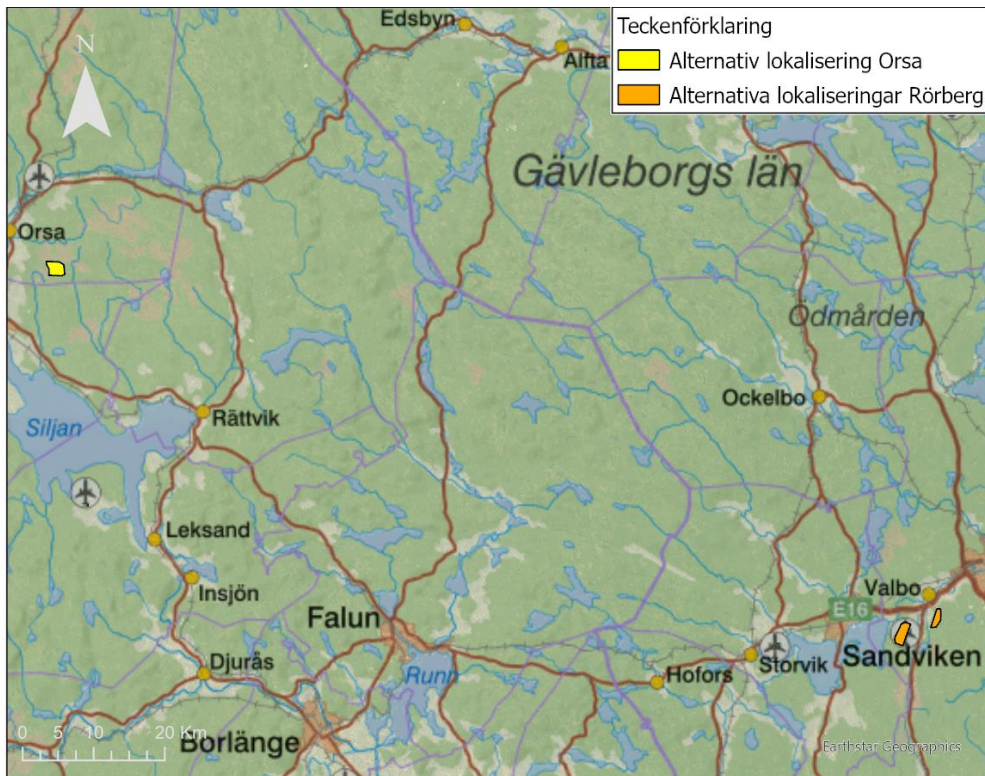 Edsbyn
Alfta
Teckenförklaring
Alternativ lokalisering Orsa
Alternativa lokaliseringar Rörberg
N
Gävleborgs län
Orsa
Ödmården
Ockelbo
Siljan
Rättvik
Leksand
Insjön
Valbo
E16
Falun
Sandviken
Storvik
Djurås
Runn
Hofors
Borlänge
0 5 10 20 Km
Earthstar Geographics